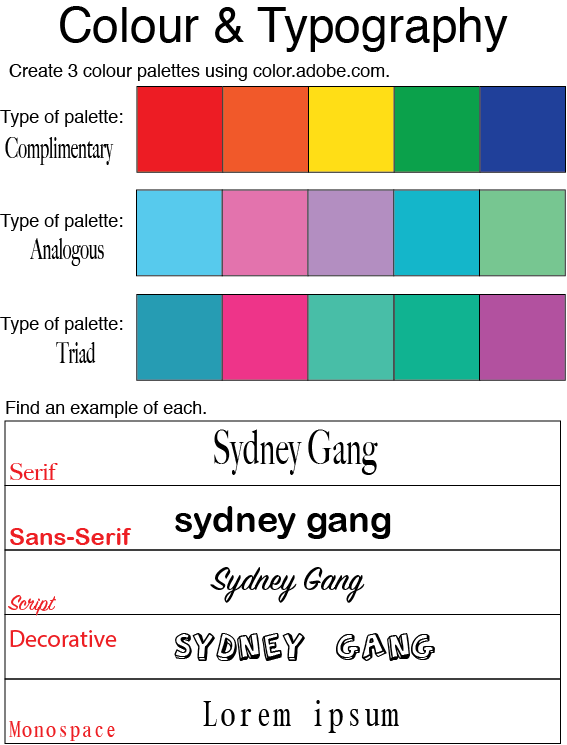 Colour & Typography
Create 3 colour palettes using color.adobe.com.
Type of palette:
Complimentary
Type of palette:
Analogous
Type of palette:
Triad
Find an example of each.
Sydney Gang
Serif
sydney gang
Sans-Serif
Sydney Gang
Script
Decorative
SYDNEY GANG
Lorem ipsum
Monospace